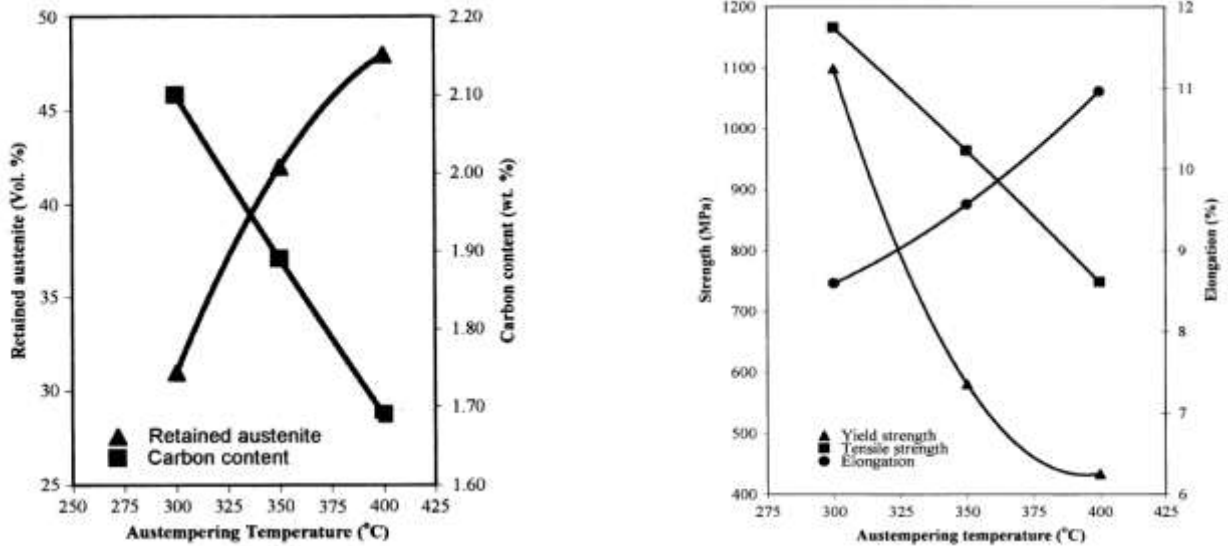 50
45
40
35
30
25
Retained austenite (Vol. %)
2.20
2.10
2.00
1.90
1.80
1.70
1.60
Carbon content (wt. %)
Retained austenite
Carbon content
250 275 300 325 350 375 400 425
Austempering Temperature (°C)
1200
1100
1000
900
800
700
600
500
400
Strength (MPa)
12
11
10
9
8
7
6
Elongation (%)
Yield strength
Tensile strength
Elongation
275 300 325 350 375 400 425
Austempering temperature (°C)